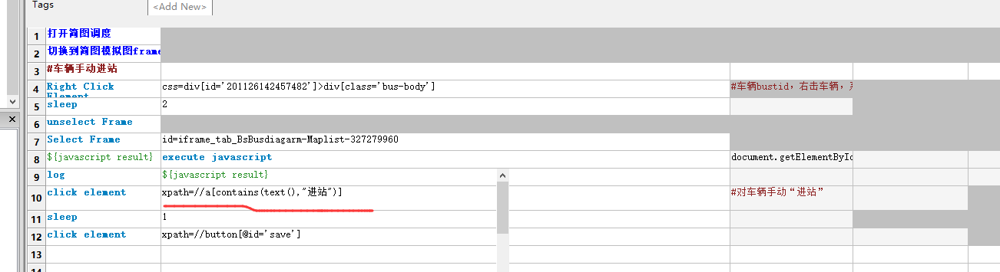 Tags
<Add New>
1 打开简图调度
2 切换到简图模拟图frame
3 #车辆手动进站
4 Right Click Element css=div[id='201126142457482']>div[class='bus-body'] #车辆bustid，右击车辆，
5 sleep 2
6 unselect Frame
7 Select Frame id=iframe_tab_BsBusdiagarm-Maplist-327279960
8 ${javascript result} execute javascript document.getElementById
9 log ${javascript result}
10 click element xpath=//a[contains(text(),"进站")] #对车辆手动“进站”
11 sleep 1
12 click element xpath=//button[@id='save']
13
14